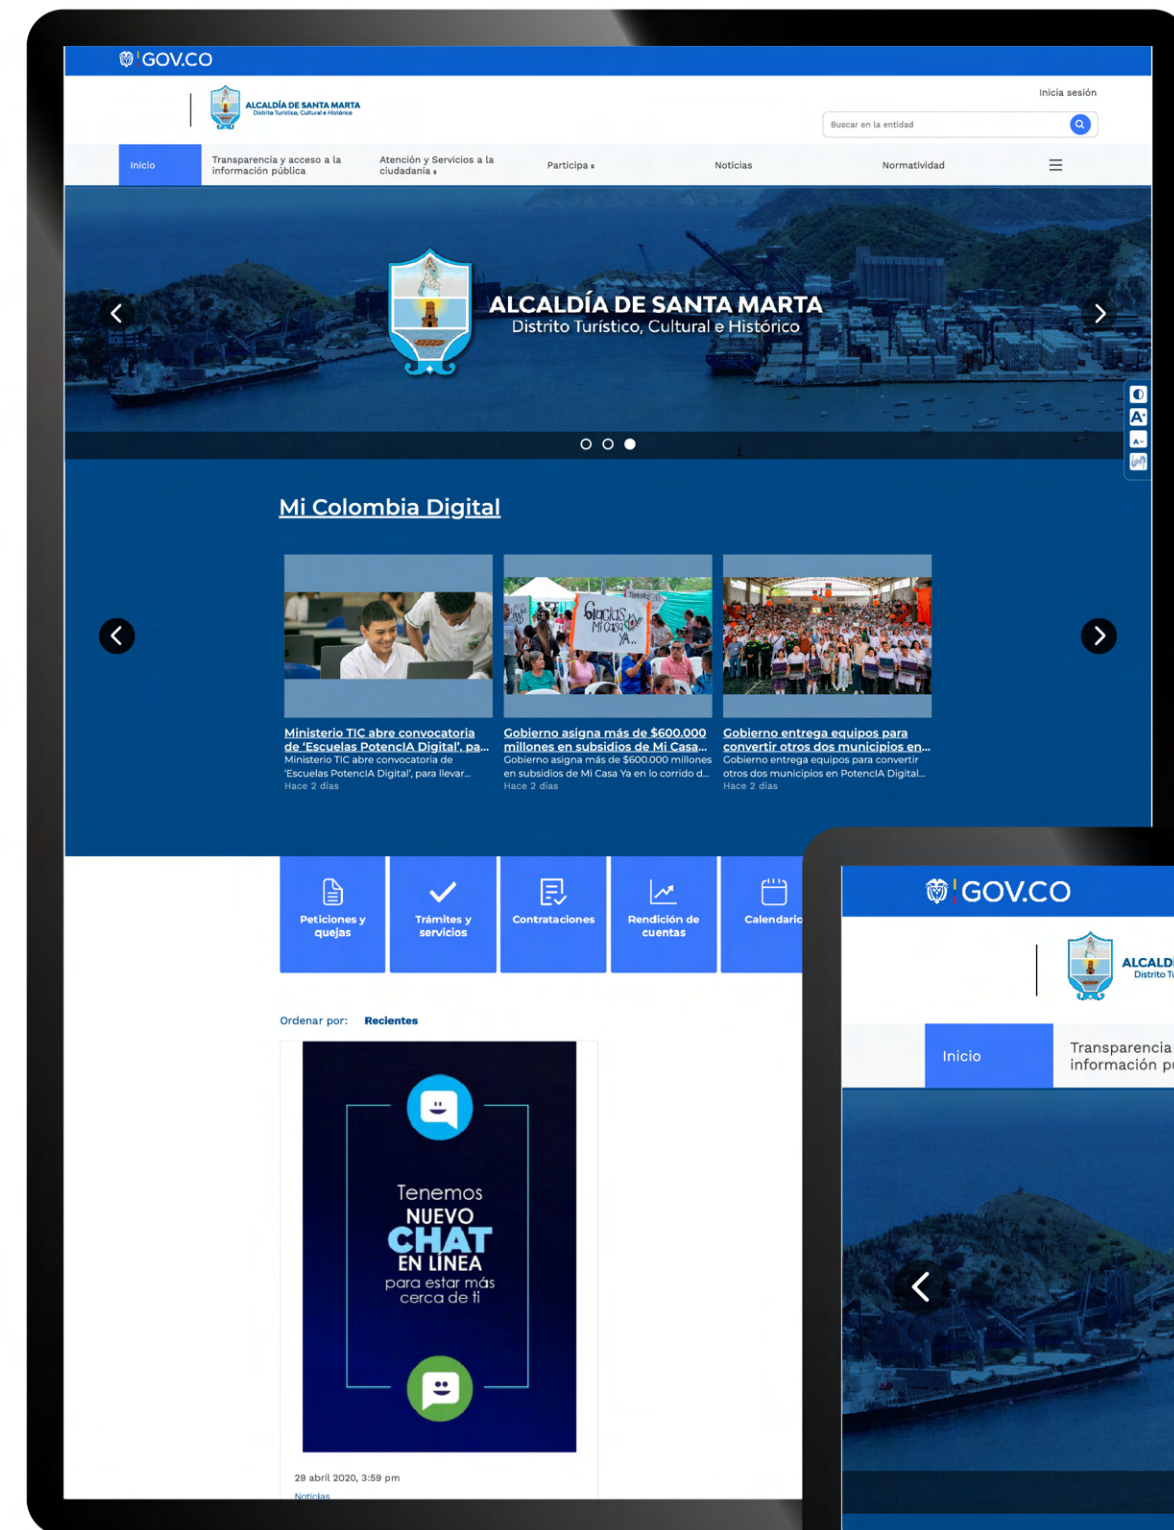 GOV.CO
ALCALDÍA DE SANTA MARTA
Distrito Turístico, Cultural e Histórico
Inicia sesión
Buscar en la entidad
Inicio
Transparencia y acceso a la
información pública
Atención y Servicios a la
ciudadanía
Participa
Noticias
Normatividad
ALCALDÍA DE SANTA MARTA
Distrito Turístico, Cultural e Histórico
A+
A-
Mi Colombia Digital
Gracias
Mi Casa
YA..
Ministerio TIC abre convocatoria
de ‘Escuelas PotencIA Digital’, pa...
Ministerio TIC abre convocatoria de
‘Escuelas PotencIA Digital’, para llevar...
Hace 2 días
Gobierno asigna más de $600.000
millones en subsidios de Mi Casa...
Gobierno asigna más de $600.000 millones
en subsidios de Mi Casa Ya en lo corrido d...
Hace 2 días
Gobierno entrega equipos para
convertir otros dos municipios en...
Gobierno entrega equipos para convertir
otros dos municipios en PotencIA Digital...
Hace 2 días
Peticiones y
quejas
Trámites y
servicios
Contrataciones
Rendición de
cuentas
Calendario
Ordenar por: Recientes
Tenemos
NUEVO
CHAT
EN LÍNEA
para estar más
cerca de ti
29 abril 2020, 3:59 pm
Noticias
GOV.CO
ALCALDÍ
Distrito Tu
Inicio
Transparencia
información pú